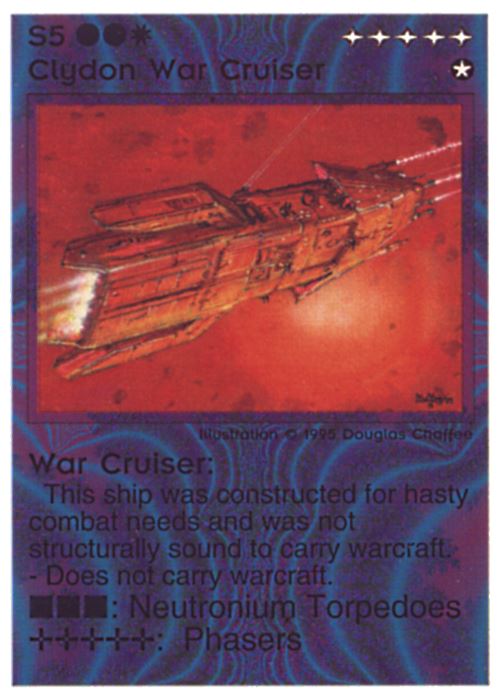 S5
Clydon War Cruiser
Illustration © 1995 Douglas Chaffee
War Cruiser:
This ship was constructed for hasty
combat needs and was not
structurally sound to carry warcraft.
- Does not carry warcraft.
■■■: Neutronium Torpedoes
✛✛✛✛✛: Phasers